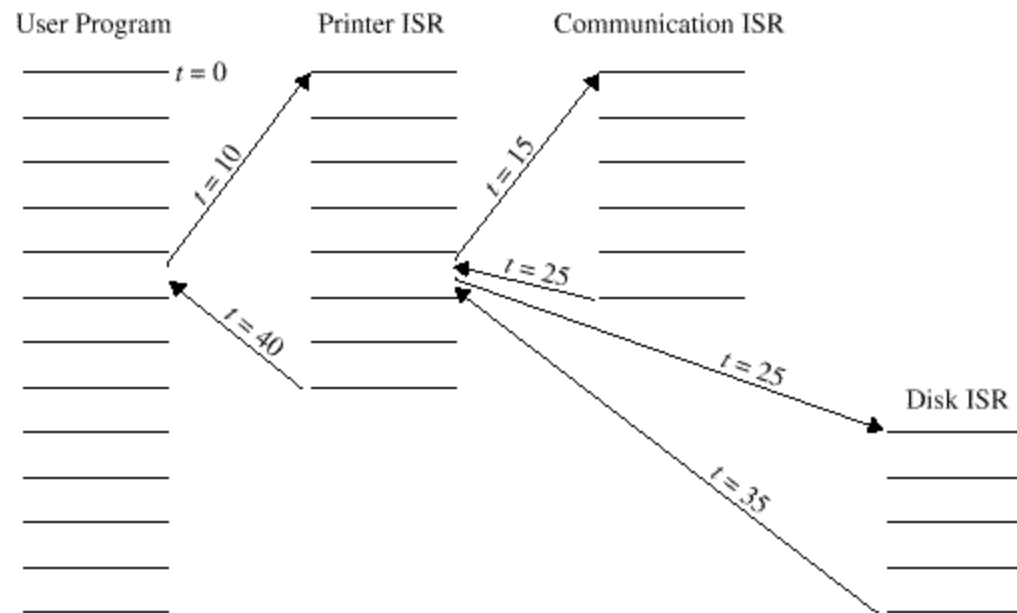 User Program
Printer ISR
Communication ISR
t = 0
t = 10
t = 15
t = 25
t = 40
t = 25
Disk ISR
t = 35